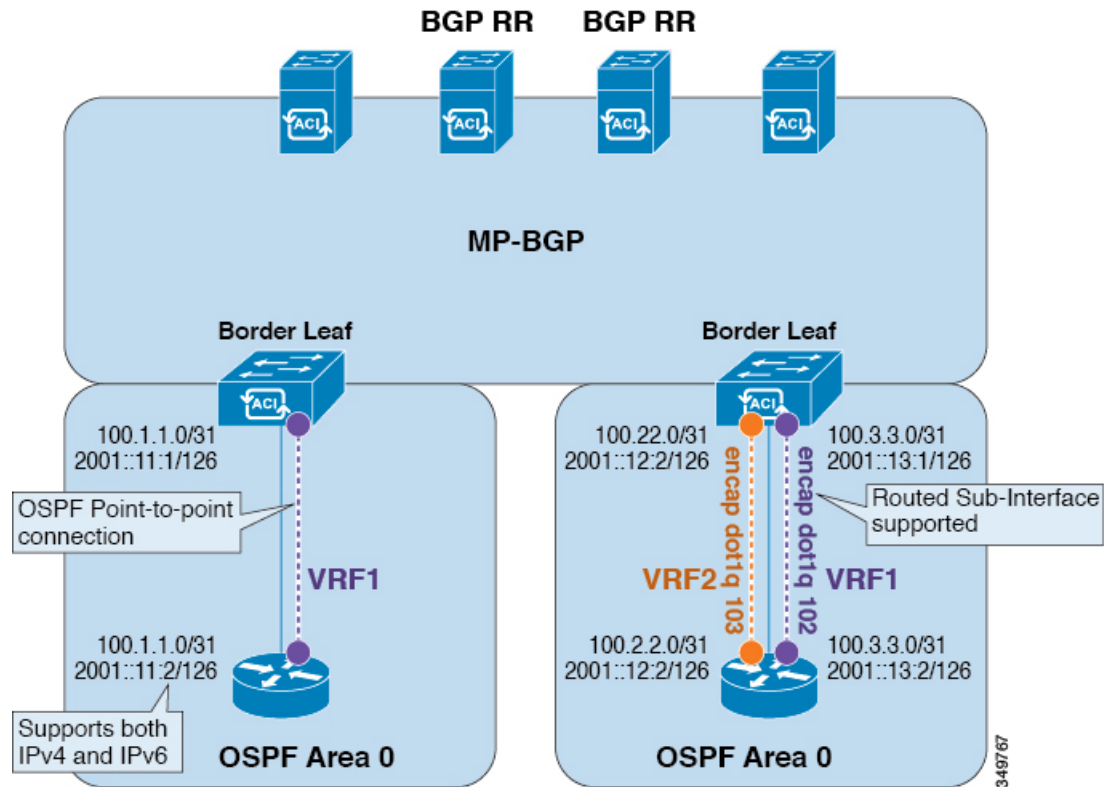 BGP RR
BGP RR
ACI
ACI
ACI
ACI
MP-BGP
Border Leaf
Border Leaf
ACI
ACI
100.1.1.0/31
2001::11:1/126
100.22.0/31
2001::12:2/126
100.3.3.0/31
2001::13:1/126
OSPF Point-to-point
connection
Routed Sub-Interface
supported
encap dot1q 103
encap dot1q 102
VRF1
VRF2
VRF1
100.1.1.0/31
2001::11:2/126
100.2.2.0/31
2001::12:2/126
100.3.3.0/31
2001::13:2/126
Supports both
IPv4 and IPv6
OSPF Area 0
OSPF Area 0
349767